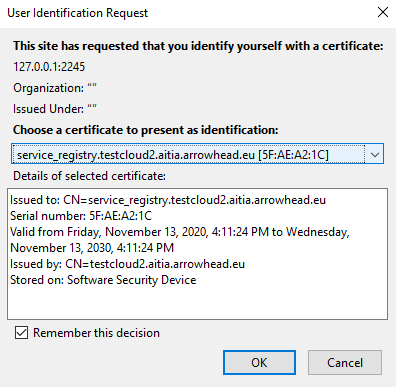 User Identification Request
This site has requested that you identify yourself with a certificate:
127.0.0.1:2245
Organization: “”
Issued Under: “”
Choose a certificate to present as identification:
service_registry.testcloud2.aitia.arrowhead.eu [5F:AE:A2:1C]
Details of selected certificate:
Issued to: CN=service_registry.testcloud2.aitia.arrowhead.eu
Serial number: 5F:AE:A2:1C
Valid from Friday, November 13, 2020, 4:11:24 PM to Wednesday,
November 13, 2030, 4:11:24 PM
Issued by: CN=testcloud2.aitia.arrowhead.eu
Stored on: Software Security Device
Remember this decision
OK Cancel